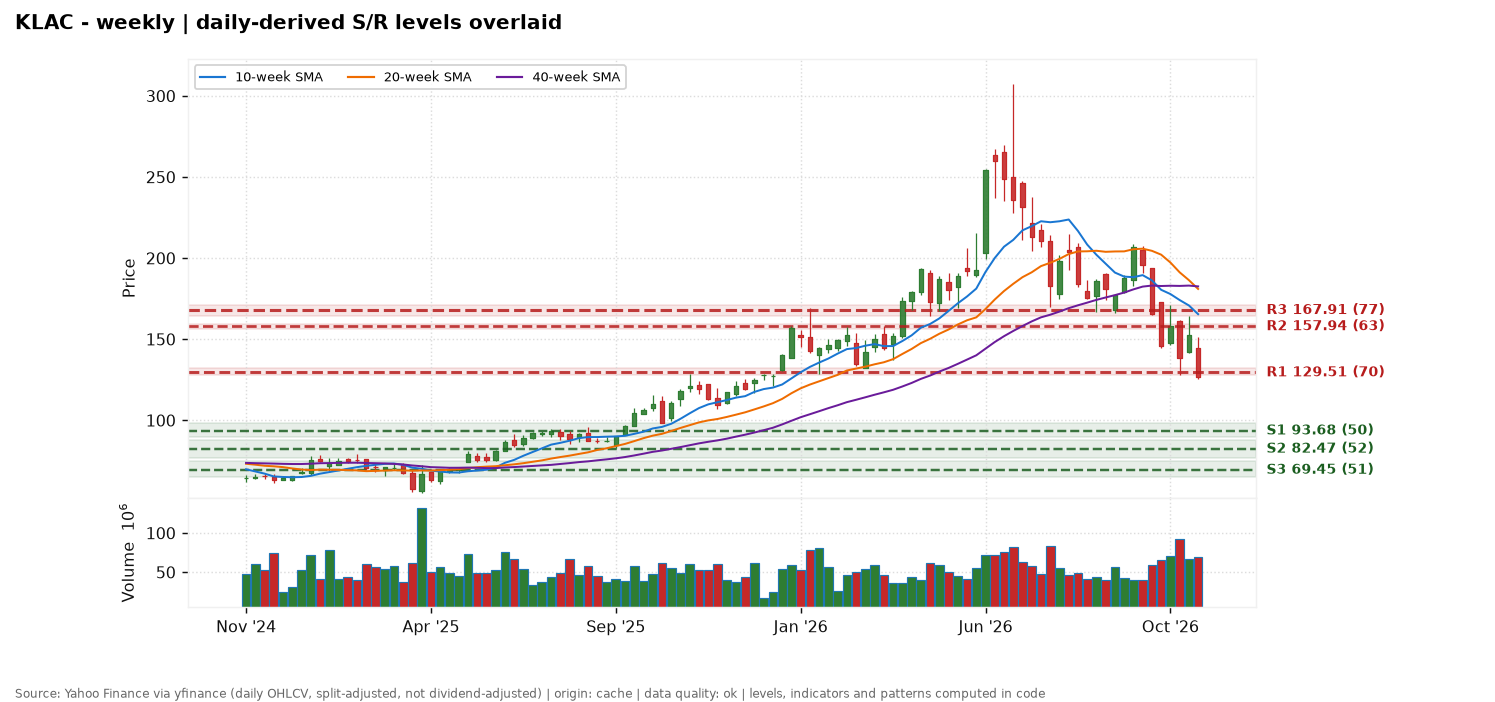 KLAC - weekly | daily-derived S/R levels overlaid
10-week SMA
20-week SMA
40-week SMA
Price
300
250
200
150
100
R3 167.91 (77)
R2 157.94 (63)
R1 129.51 (70)
S1 93.68 (50)
S2 82.47 (52)
S3 69.45 (51)
Volume 10^6
100
50
Nov '24
Apr '25
Sep '25
Jan '26
Jun '26
Oct '26
Source: Yahoo Finance via yfinance (daily OHLCV, split-adjusted, not dividend-adjusted) | origin: cache | data quality: ok | levels, indicators and patterns computed in code